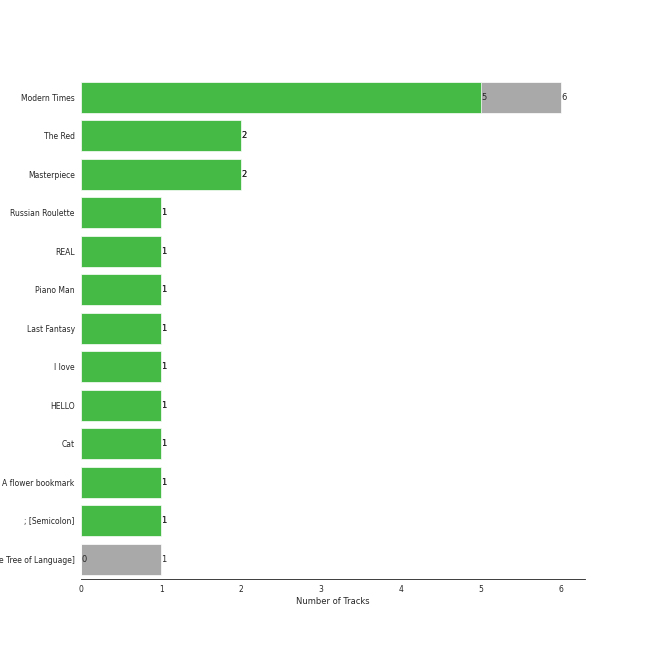 Modern Times 5 6
The Red 2
Masterpiece 2
Russian Roulette 1
REAL 1
Piano Man 1
Last Fantasy 1
I love 1
HELLO 1
Cat 1
A flower bookmark 1
; [Semicolon] 1
Tree of Language] 0 1
0 1 2 3 4 5 6
Number of Tracks